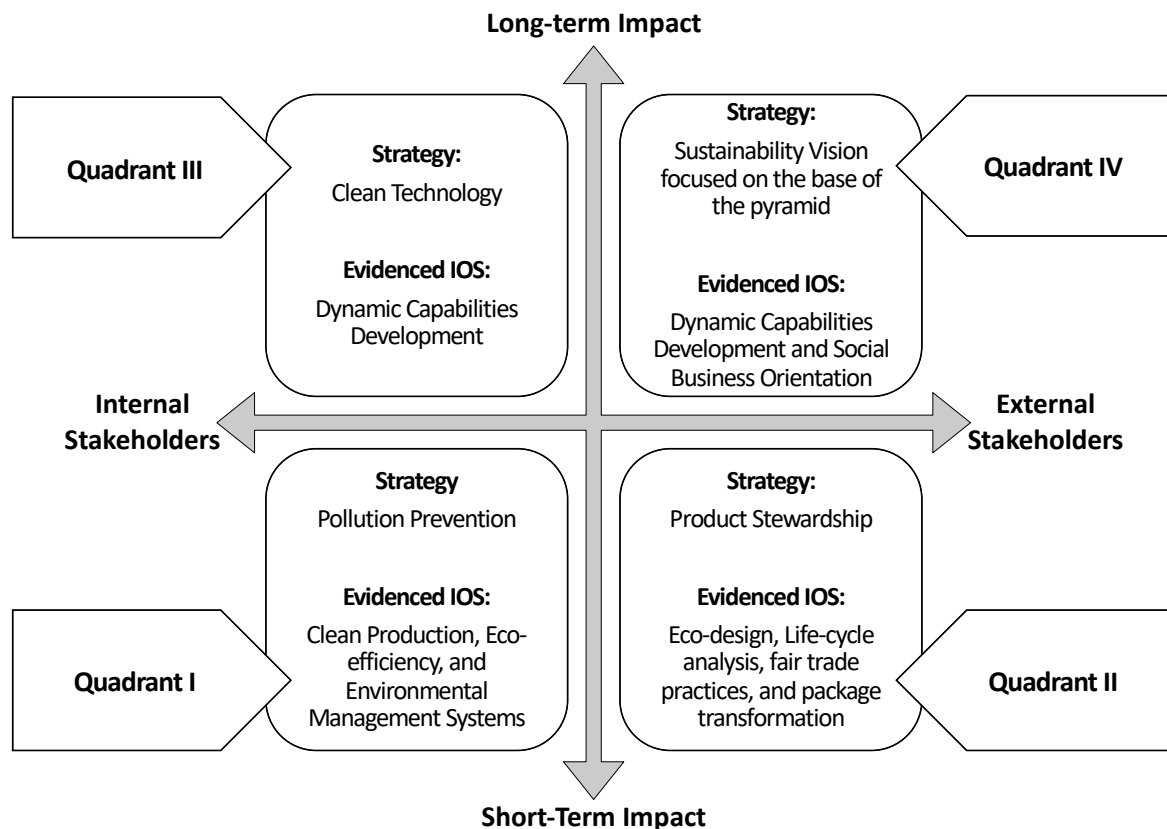 Long-term Impact
Quadrant III
Strategy:
Clean Technology
Evidenced IOS:
Dynamic Capabilities
Development
Strategy:
Sustainability Vision
focused on the base of
the pyramid
Evidenced IOS:
Dynamic Capabilities
Development and Social
Business Orientation
Quadrant IV
Internal
Stakeholders
External
Stakeholders
Quadrant I
Strategy
Pollution Prevention
Evidenced IOS:
Clean Production, Eco-
efficiency, and
Environmental
Management Systems
Strategy:
Product Stewardship
Evidenced IOS:
Eco-design, Life-cycle
analysis, fair trade
practices, and package
transformation
Quadrant II
Short-Term Impact